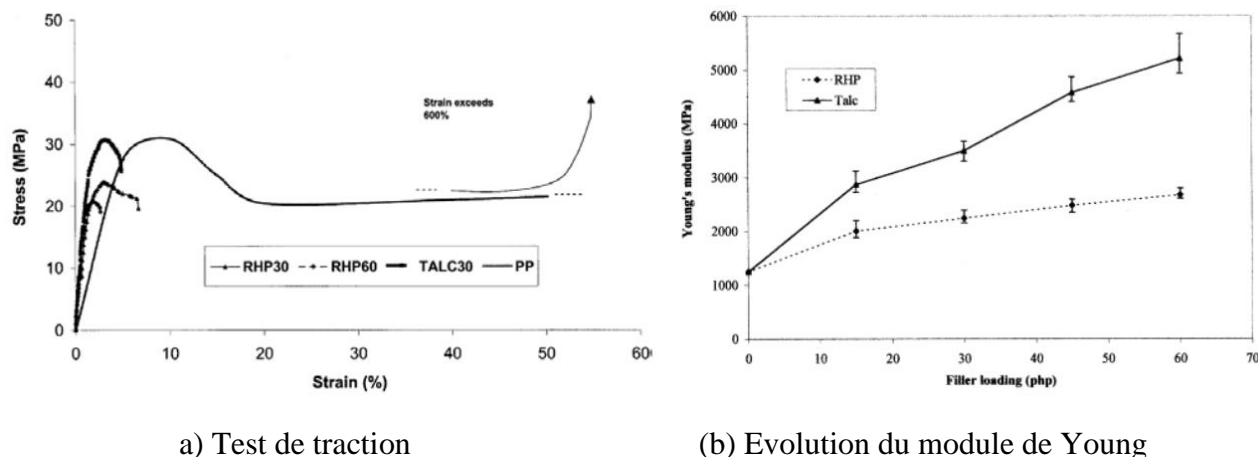 50
40
30
20
10
0
Stress (MPa)
Strain exceeds
600%
RHP30 RHP60 TALC30 PP
0 10 20 30 40 50
Strain (%)
6000
5000
4000
3000
2000
1000
0
Young's modulus (MPa)
RHP
Talc
0 10 20 30 40 50 60 70
Filler loading (php)
a) Test de traction
(b) Evolution du module de Young